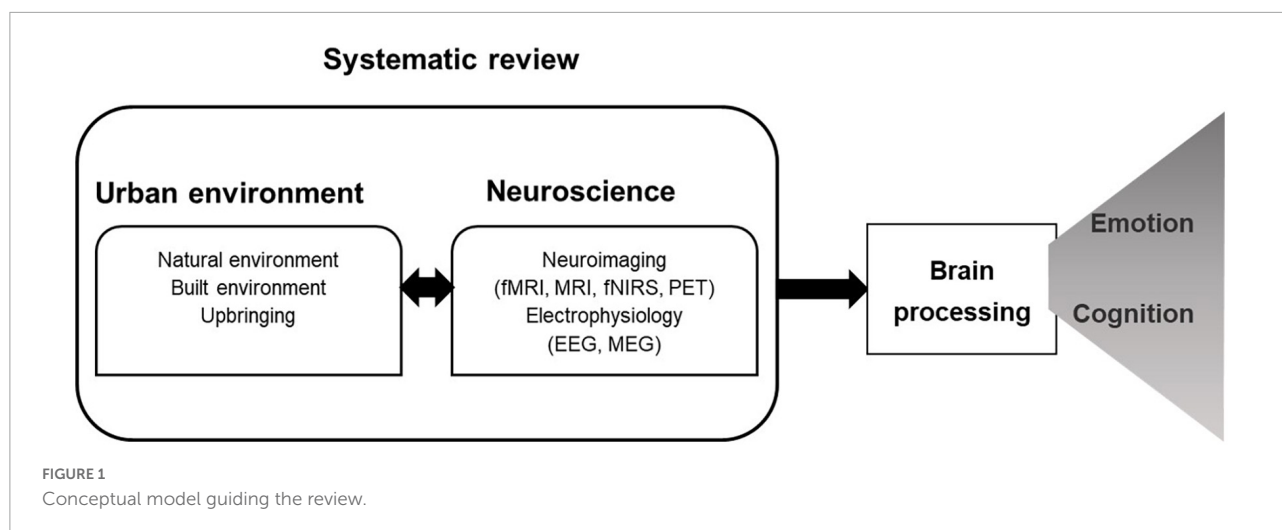 Systematic review
Urban environment
Natural environment
Built environment
Upbringing
Neuroscience
Neuroimaging
(fMRI, MRI, fNIRS, PET)
Electrophysiology
(EEG, MEG)
Brain
processing
Emotion
Cognition
FIGURE 1
Conceptual model guiding the review.